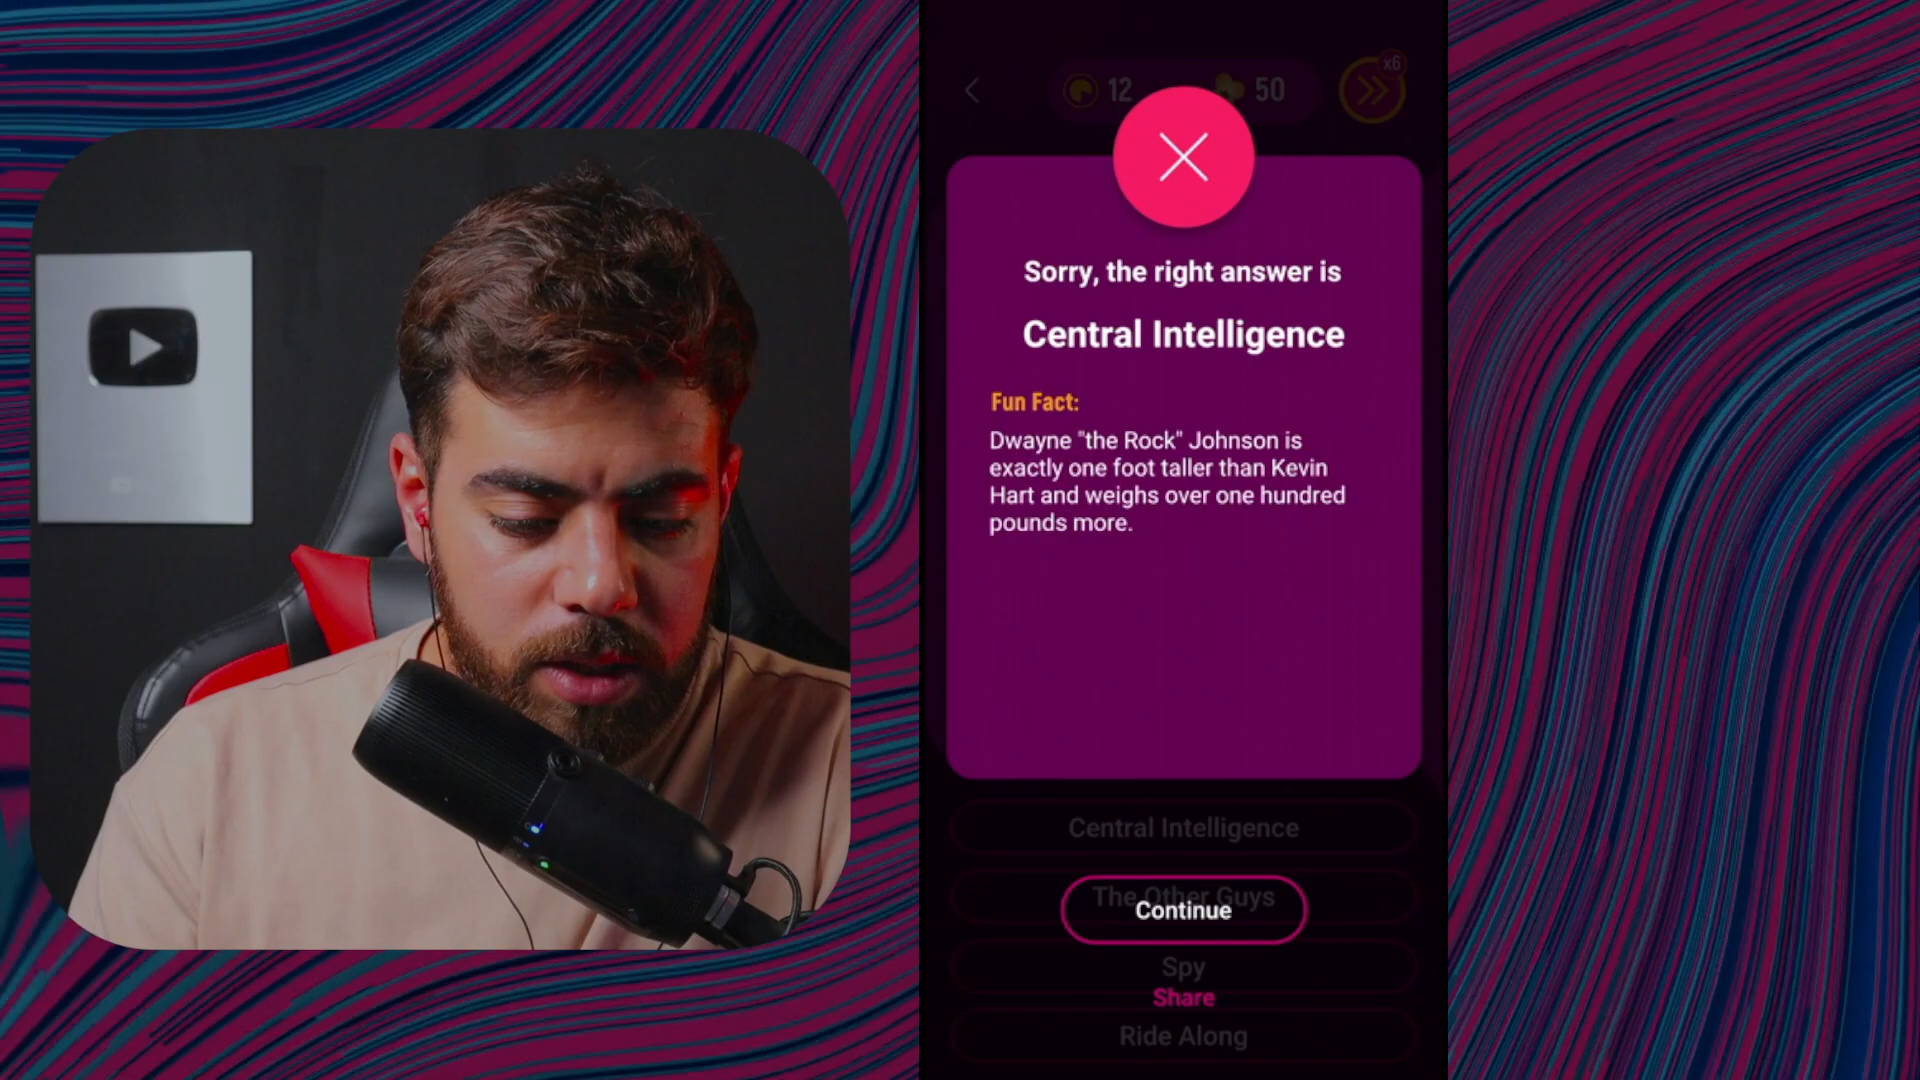 12
50
x6
Sorry, the right answer is
Central Intelligence
Fun Fact:
Dwayne "the Rock" Johnson is
exactly one foot taller than Kevin
Hart and weighs over one hundred
pounds more.
Central Intelligence
The Other Guys
Continue
Spy
Share
Ride Along